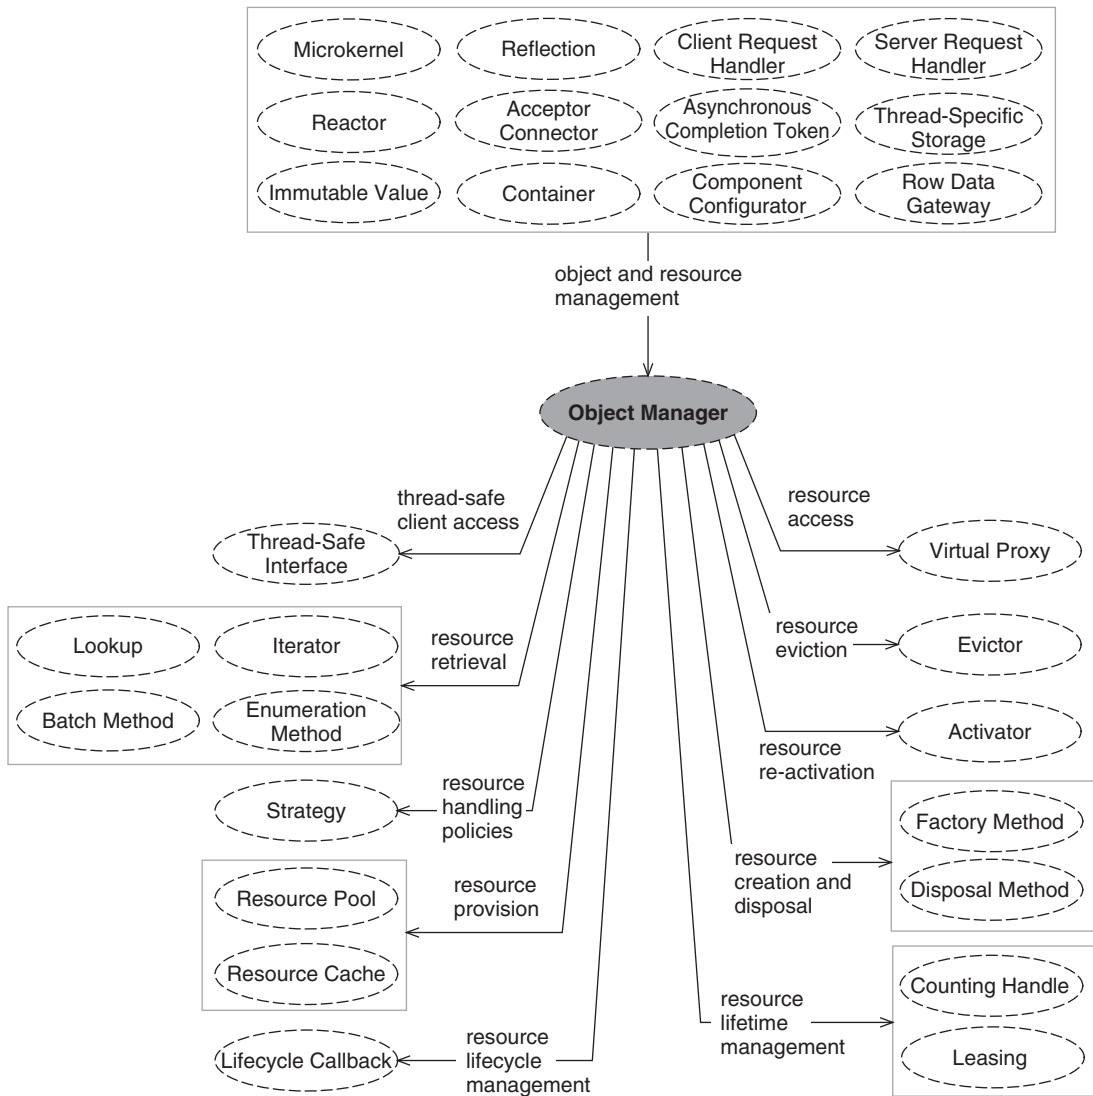 Microkernel
Reflection
Client Request
Handler
Server Request
Handler
Reactor
Acceptor
Connector
Asynchronous
Completion Token
Thread-Specific
Storage
Immutable Value
Container
Component
Configurator
Row Data
Gateway
object and resource
management
Object Manager
thread-safe
client access
resource
access
Thread-Safe
Interface
Virtual Proxy
Lookup
Iterator
resource
retrieval
resource
eviction
Evictor
Batch Method
Enumeration
Method
Activator
resource
re-activation
Strategy
resource
handling
policies
Factory Method
resource
creation and
disposal
Disposal Method
Resource Pool
resource
provision
Resource Cache
Counting Handle
resource
lifetime
management
Leasing
Lifecycle Callback
resource
lifecycle
management